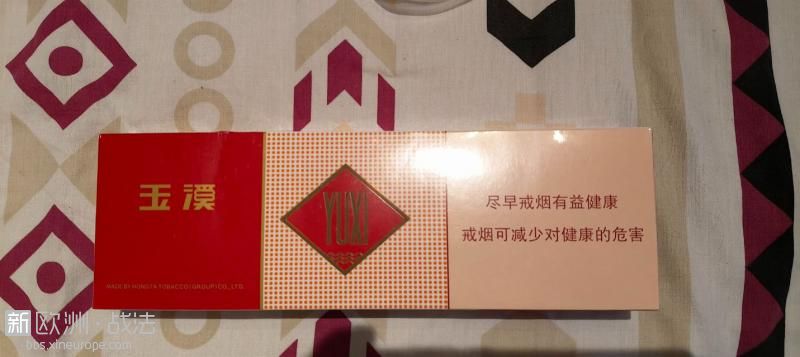 玉溪
MADE BY HONGTA TOBACCO (GROUP) CO., LTD.
YUXI
尽早戒烟有益健康
戒烟可减少对健康的危害
新欧洲·战法
bbs.xineurope.com